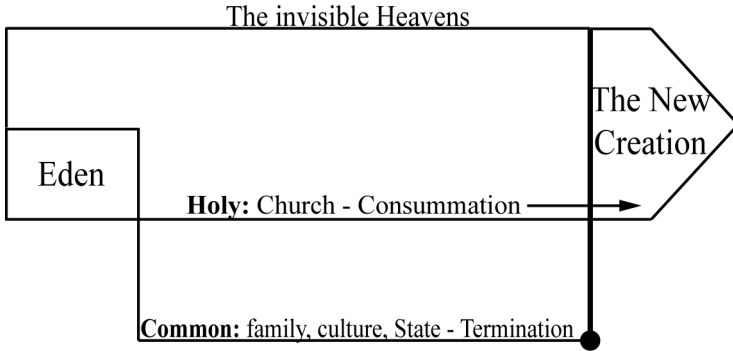 The invisible Heavens
The New
Creation
Eden
Holy: Church - Consummation
Common: family, culture, State - Termination